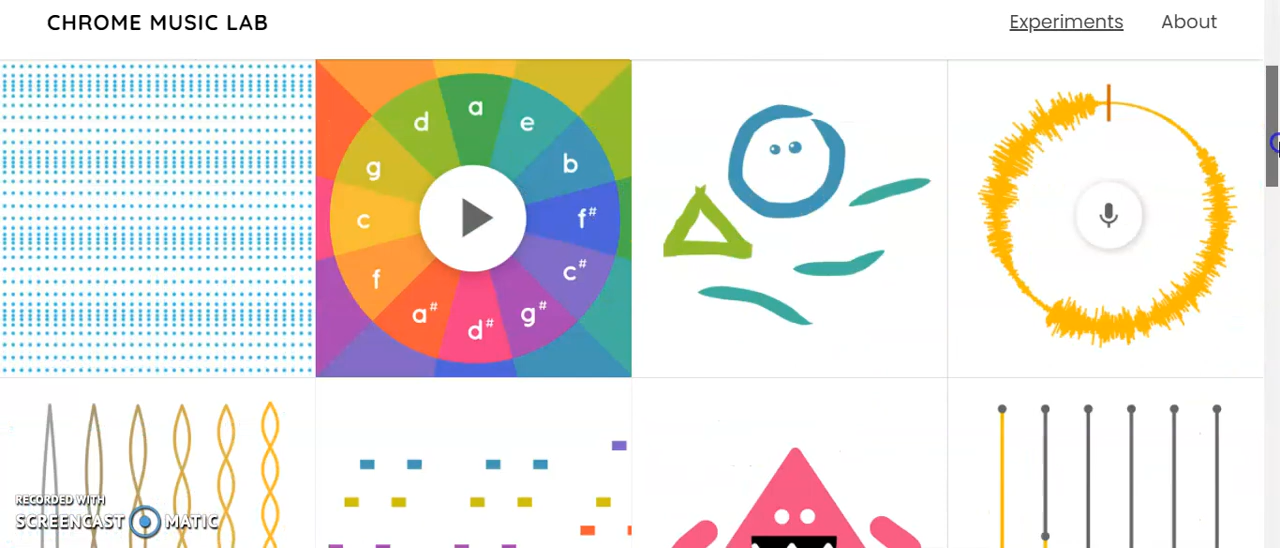 CHROME MUSIC LAB
Experiments
About
a
d
e
g
b
c
f#
f
c#
a#
g#
d#
RECORDED WITH
SCREENCAST MATIC